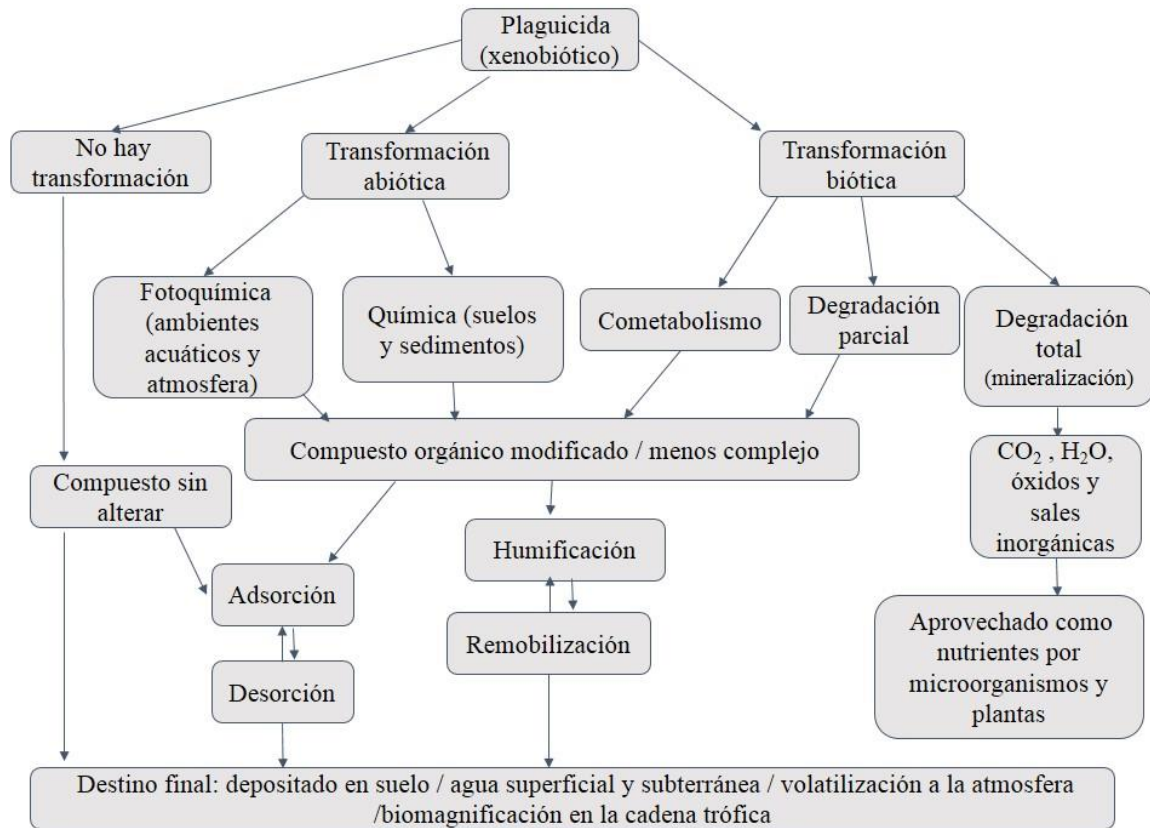 Plaguicida
(xenobiótico)
No hay
transformación
Transformación
abiótica
Transformación
biótica
Fotoquímica
(ambientes
acuáticos y
atmosfera)
Química (suelos
y sedimentos)
Cometabolismo
Degradación
parcial
Degradación
total
(mineralización)
Compuesto orgánico modificado / menos complejo
CO₂ , H₂O,
óxidos y
sales
inorgánicas
Compuesto sin
alterar
Humificación
Adsorción
Remobilización
Desorción
Aprovechado como
nutrientes por
microorganismos y
plantas
Destino final: depositado en suelo / agua superficial y subterránea / volatilización a la atmosfera
/biomagnificación en la cadena trófica